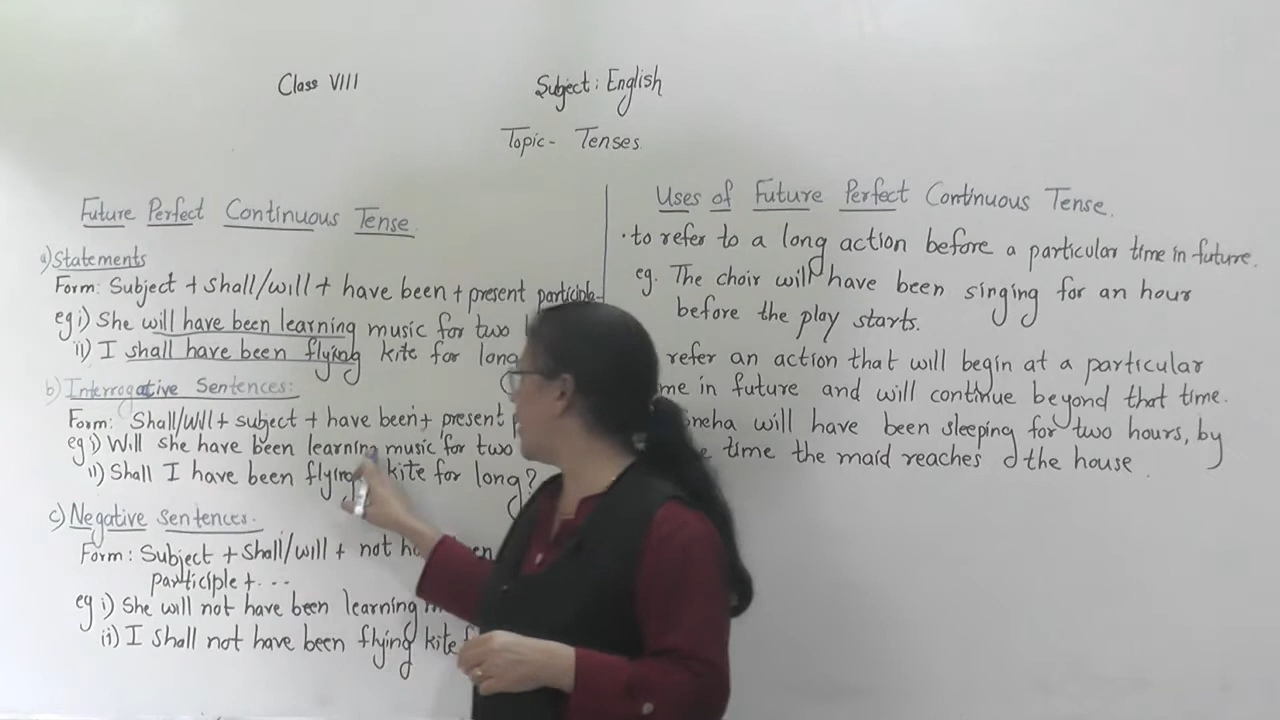 Class VIII
Subject: English
Topic- Tenses
Future Perfect Continuous Tense.
a) Statements
Form: Subject + shall/will + have been + present participle
eg i) She will have been learning music for two
ii) I shall have been flying kite for long
b) Interrogative Sentences:
Form: Shall/Will + subject + have been + present
eg i) Will she have been learning music for two
ii) Shall I have been flying kite for long?
c) Negative Sentences.
Form: Subject + Shall/will + not
participle + ...
eg i) She will not have been learning
ii) I shall not have been flying kite
Uses of Future Perfect Continuous Tense.
· to refer to a long action before a particular time in future.
eg. The choir will have been singing for an hour
before the play starts.
refer an action that will begin at a particular
in future and will continue beyond that time.
will have been sleeping for two hours, by
time the maid reaches the house.